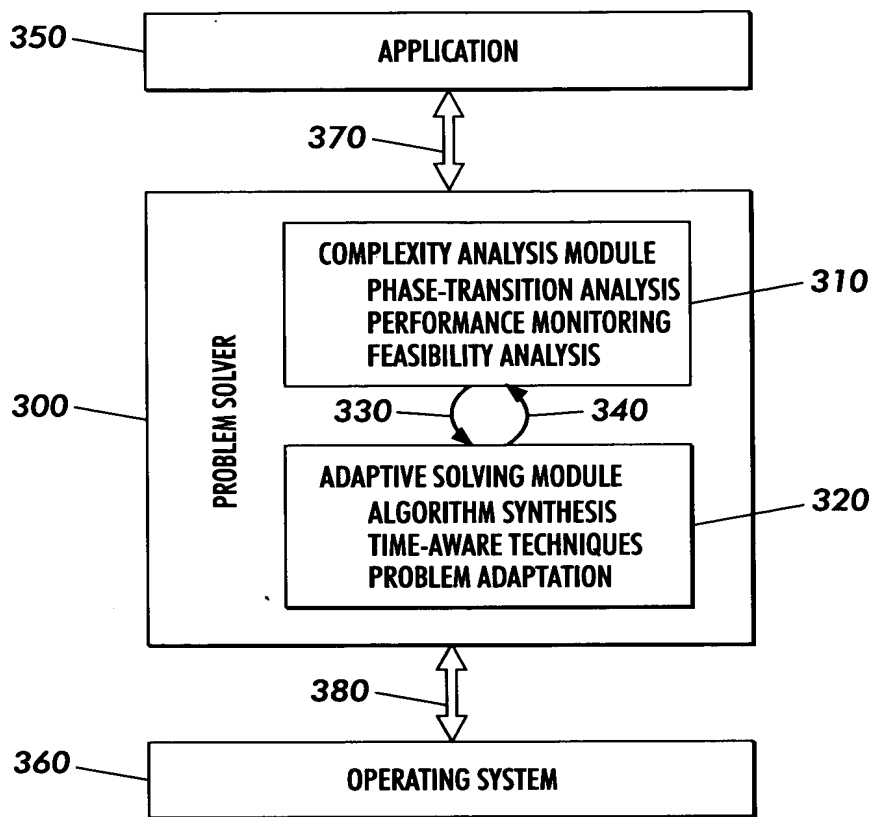 350
APPLICATION
370
COMPLEXITY ANALYSIS MODULE
PHASE-TRANSITION ANALYSIS
PERFORMANCE MONITORING
FEASIBILITY ANALYSIS
310
300
PROBLEM SOLVER
330
340
ADAPTIVE SOLVING MODULE
ALGORITHM SYNTHESIS
TIME-AWARE TECHNIQUES
PROBLEM ADAPTATION
320
380
360
OPERATING SYSTEM